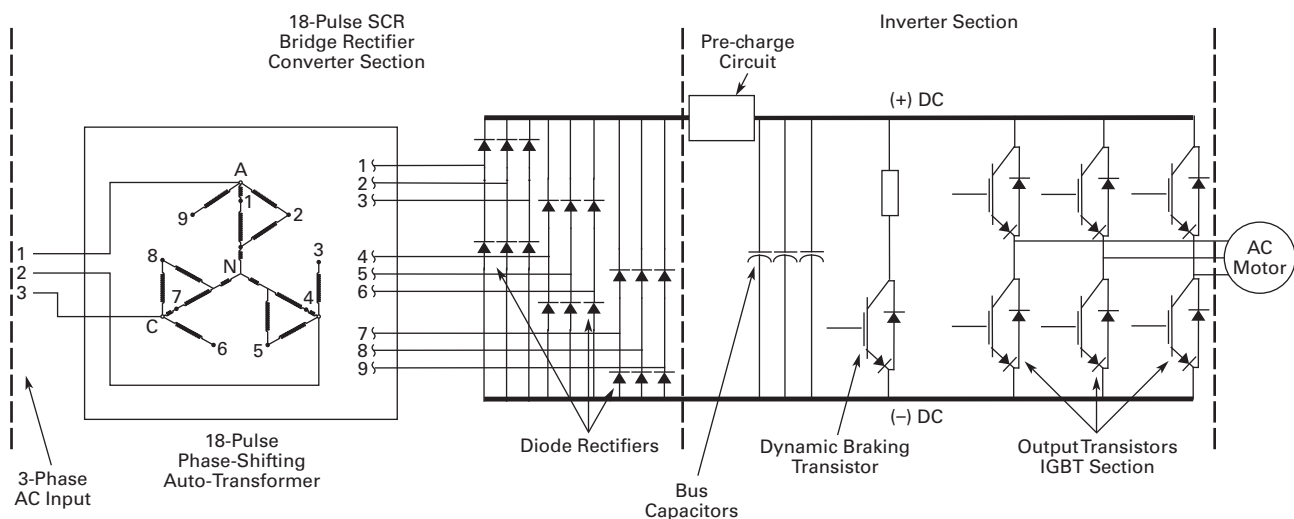 18-Pulse SCR
Bridge Rectifier
Converter Section
Inverter Section
Pre-charge
Circuit
(+) DC
A
1
9
2
8
N
3
7
4
C
6
5
1
2
3
1
2
3
4
5
6
7
8
9
AC
Motor
(–) DC
18-Pulse
Phase-Shifting
Auto-Transformer
3-Phase
AC Input
Diode Rectifiers
Bus
Capacitors
Dynamic Braking
Transistor
Output Transistors
IGBT Section